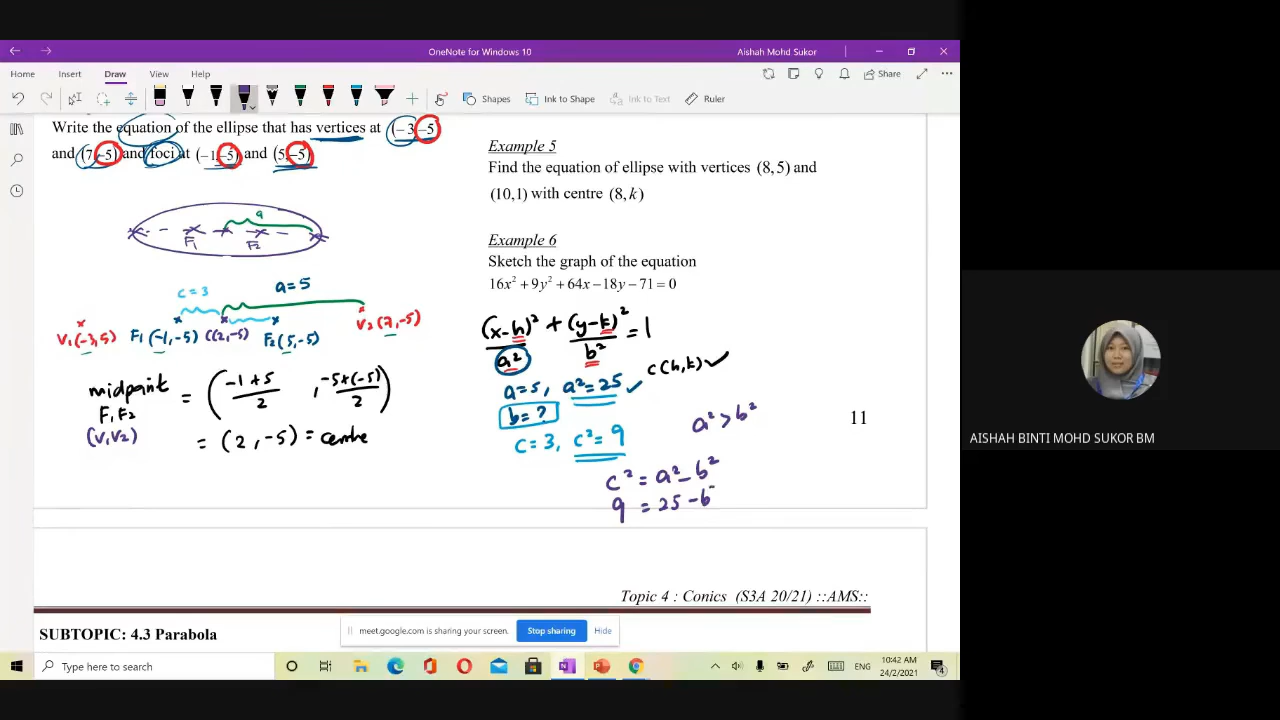 OneNote for Windows 10
Aishah Mohd Sukor
Home Insert Draw View Help
Share
Shapes Ink to Shape Ink to Text Ruler
Write the equation of the ellipse that has vertices at (−3,−5)
and (7,−5) and foci at (−1,−5) and (5,−5)
a
F1 F2
c = 3
a = 5
V1(-3,5) F1(-1,-5) C(2,-5) F2(5,-5) V2(7,-5)
midpoint = (-1+5/2 , -5+(-5)/2)
F1,F2
(V1,V2)
= (2,-5) = centre
Example 5
Find the equation of ellipse with vertices (8,5) and
(10,1) with centre (8,k)
Example 6
Sketch the graph of the equation
16x² + 9y² + 64x − 18y − 71 = 0
(x-h)²/a² + (y-k)²/b² = 1
c(h,k) ✓
a=5, a²=25 ✓
b=?
c=3, c²=9
a² > b²
c² = a² - b²
9 = 25 - b
11
Topic 4 : Conics (S3A 20/21) ::AMS::
SUBTOPIC: 4.3 Parabola
meet.google.com is sharing your screen. Stop sharing Hide
AISHAH BINTI MOHD SUKOR BM
Type here to search
ENG
10:42 AM
24/2/2021
4